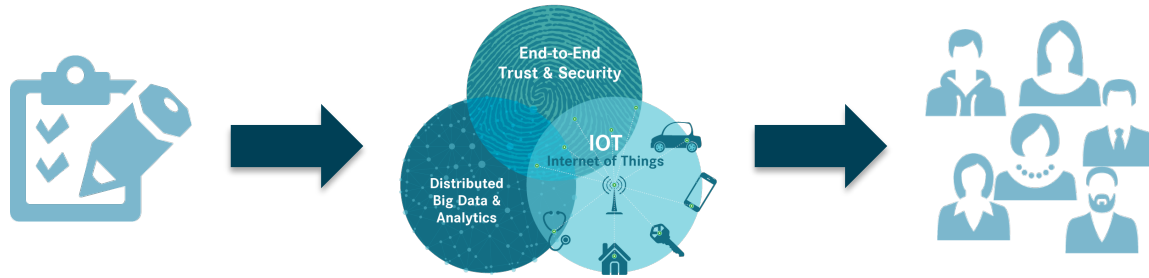 End-to-End
Trust & Security
IOT
Internet of Things
Distributed
Big Data &
Analytics